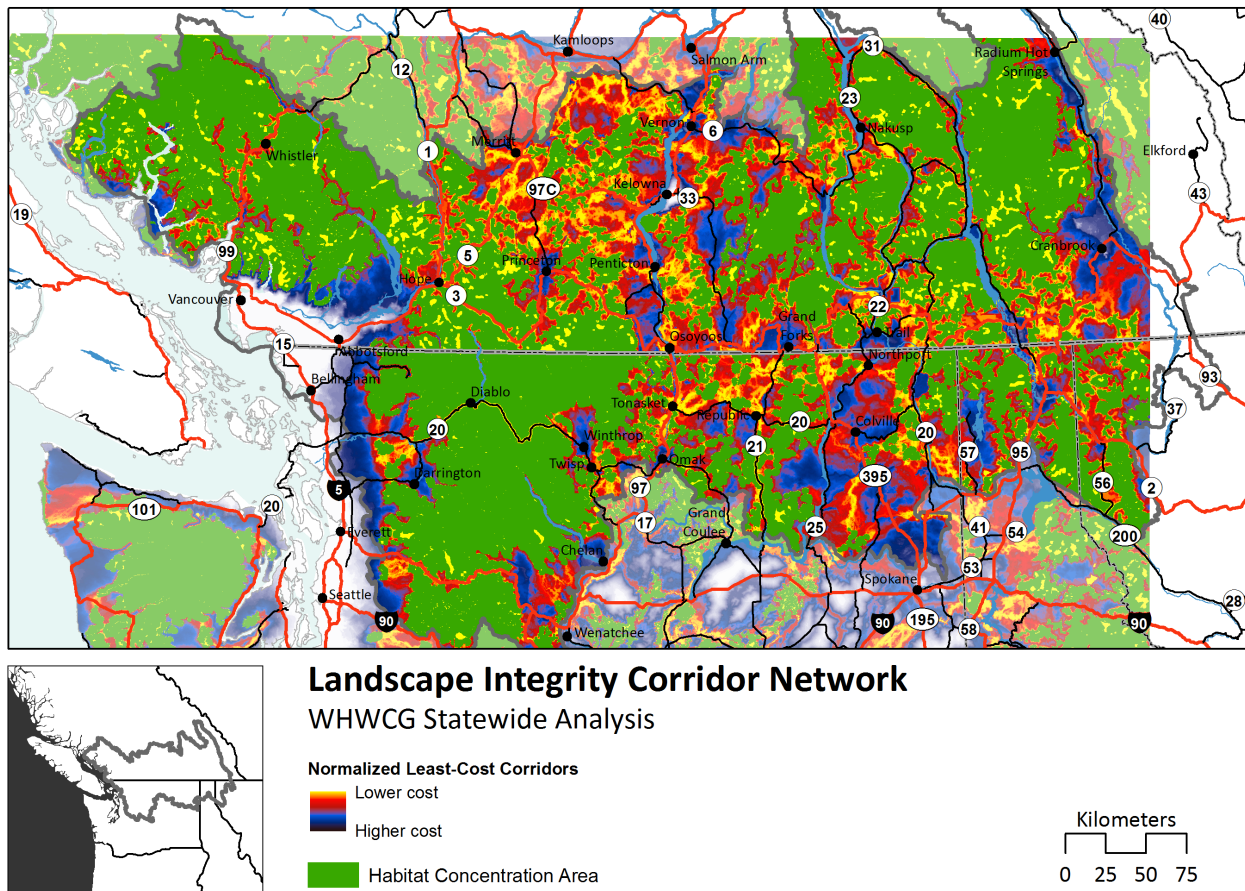 40
Kamloops
31
Salmon Arm
Radium Hot
Springs
12
23
Vernon
6
Nakusp
Merritt
1
Whistler
Elkford
97C
Kelowna
33
43
19
99
5
Princeton
Penticton
Cranbrook
Hope
3
Vancouver
22
Grand
Forks
Trail
15
Abbotsford
Osoyoos
Northport
93
Bellingham
Diablo
Tonasket
Republic
20
37
20
Colville
20
Winthrop
21
57
95
Twisp
Omak
Darrington
395
56
2
5
97
101
20
17
Grand
Coulee
25
41
54
200
Everett
Chelan
53
Spokane
Seattle
28
90
90
195
58
90
Wenatchee
Landscape Integrity Corridor Network
WHWCG Statewide Analysis
Normalized Least-Cost Corridors
Lower cost
Higher cost
Habitat Concentration Area
Kilometers
0 25 50 75